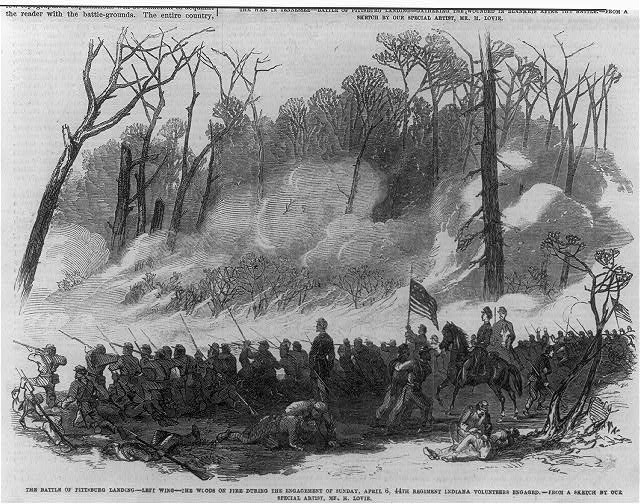 the reader with the battle-grounds. The entire country,
THE WAR IN TENNESSEE—BATTLE OF PITTSBURG LANDING—GATHERING THE WOUNDED IN BLANKETS AFTER THE BATTLE.—FROM A
SKETCH BY OUR SPECIAL ARTIST, MR. H. LOVIE.
THE BATTLE OF PITTSBURG LANDING—LEFT WING—THE WOODS ON FIRE DURING THE ENGAGEMENT OF SUNDAY, APRIL 6, 44TH REGIMENT INDIANA VOLUNTEERS ENGAGED.—FROM A SKETCH BY OUR
SPECIAL ARTIST, MR. H. LOVIE.